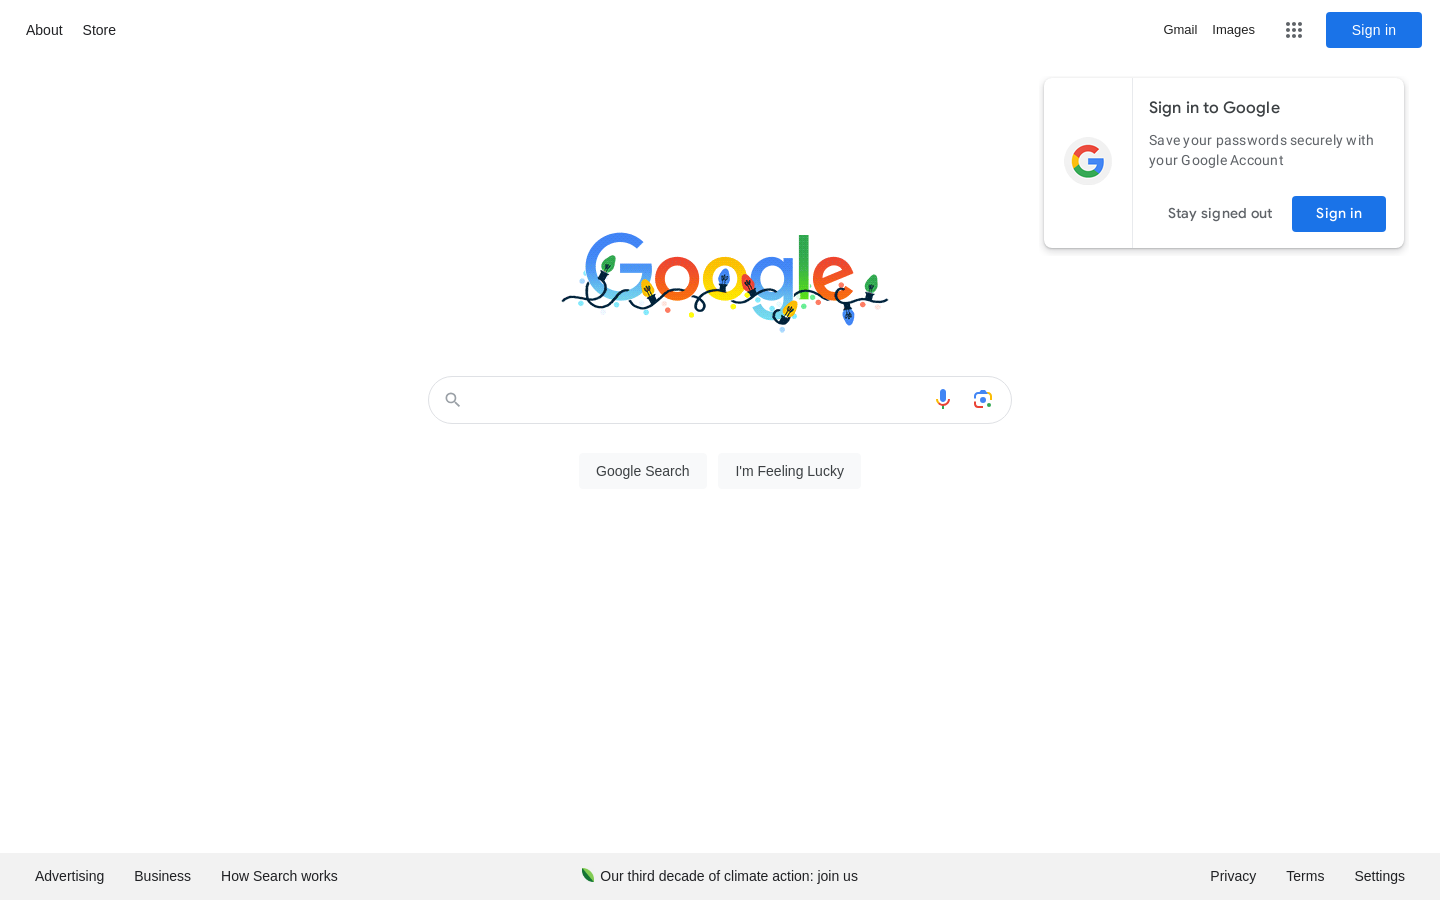 About Store
Gmail Images Sign in
Sign in to Google
Save your passwords securely with
your Google Account
Stay signed out Sign in
Google
Google Search I'm Feeling Lucky
Advertising Business How Search works
Our third decade of climate action: join us
Privacy Terms Settings